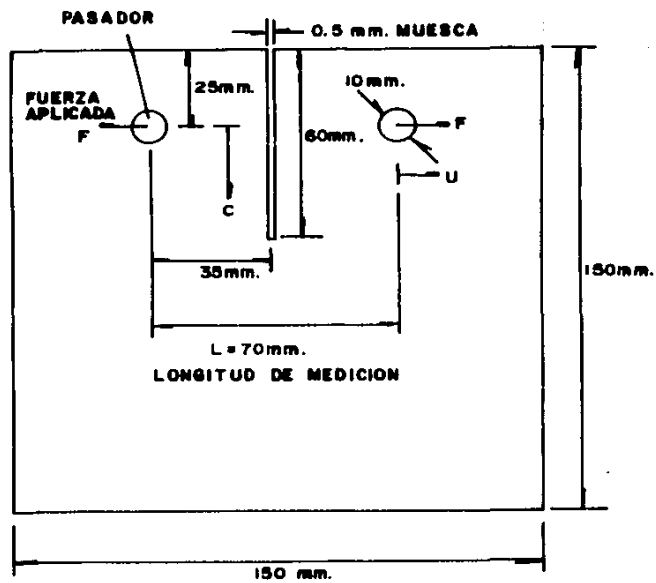 PASADOR
0.5 mm. MUESCA
25mm.
10mm.
FUERZA
APLICADA
F
F
60mm.
U
C
35mm.
150mm.
L = 70mm.
LONGITUD DE MEDICION
150 mm.